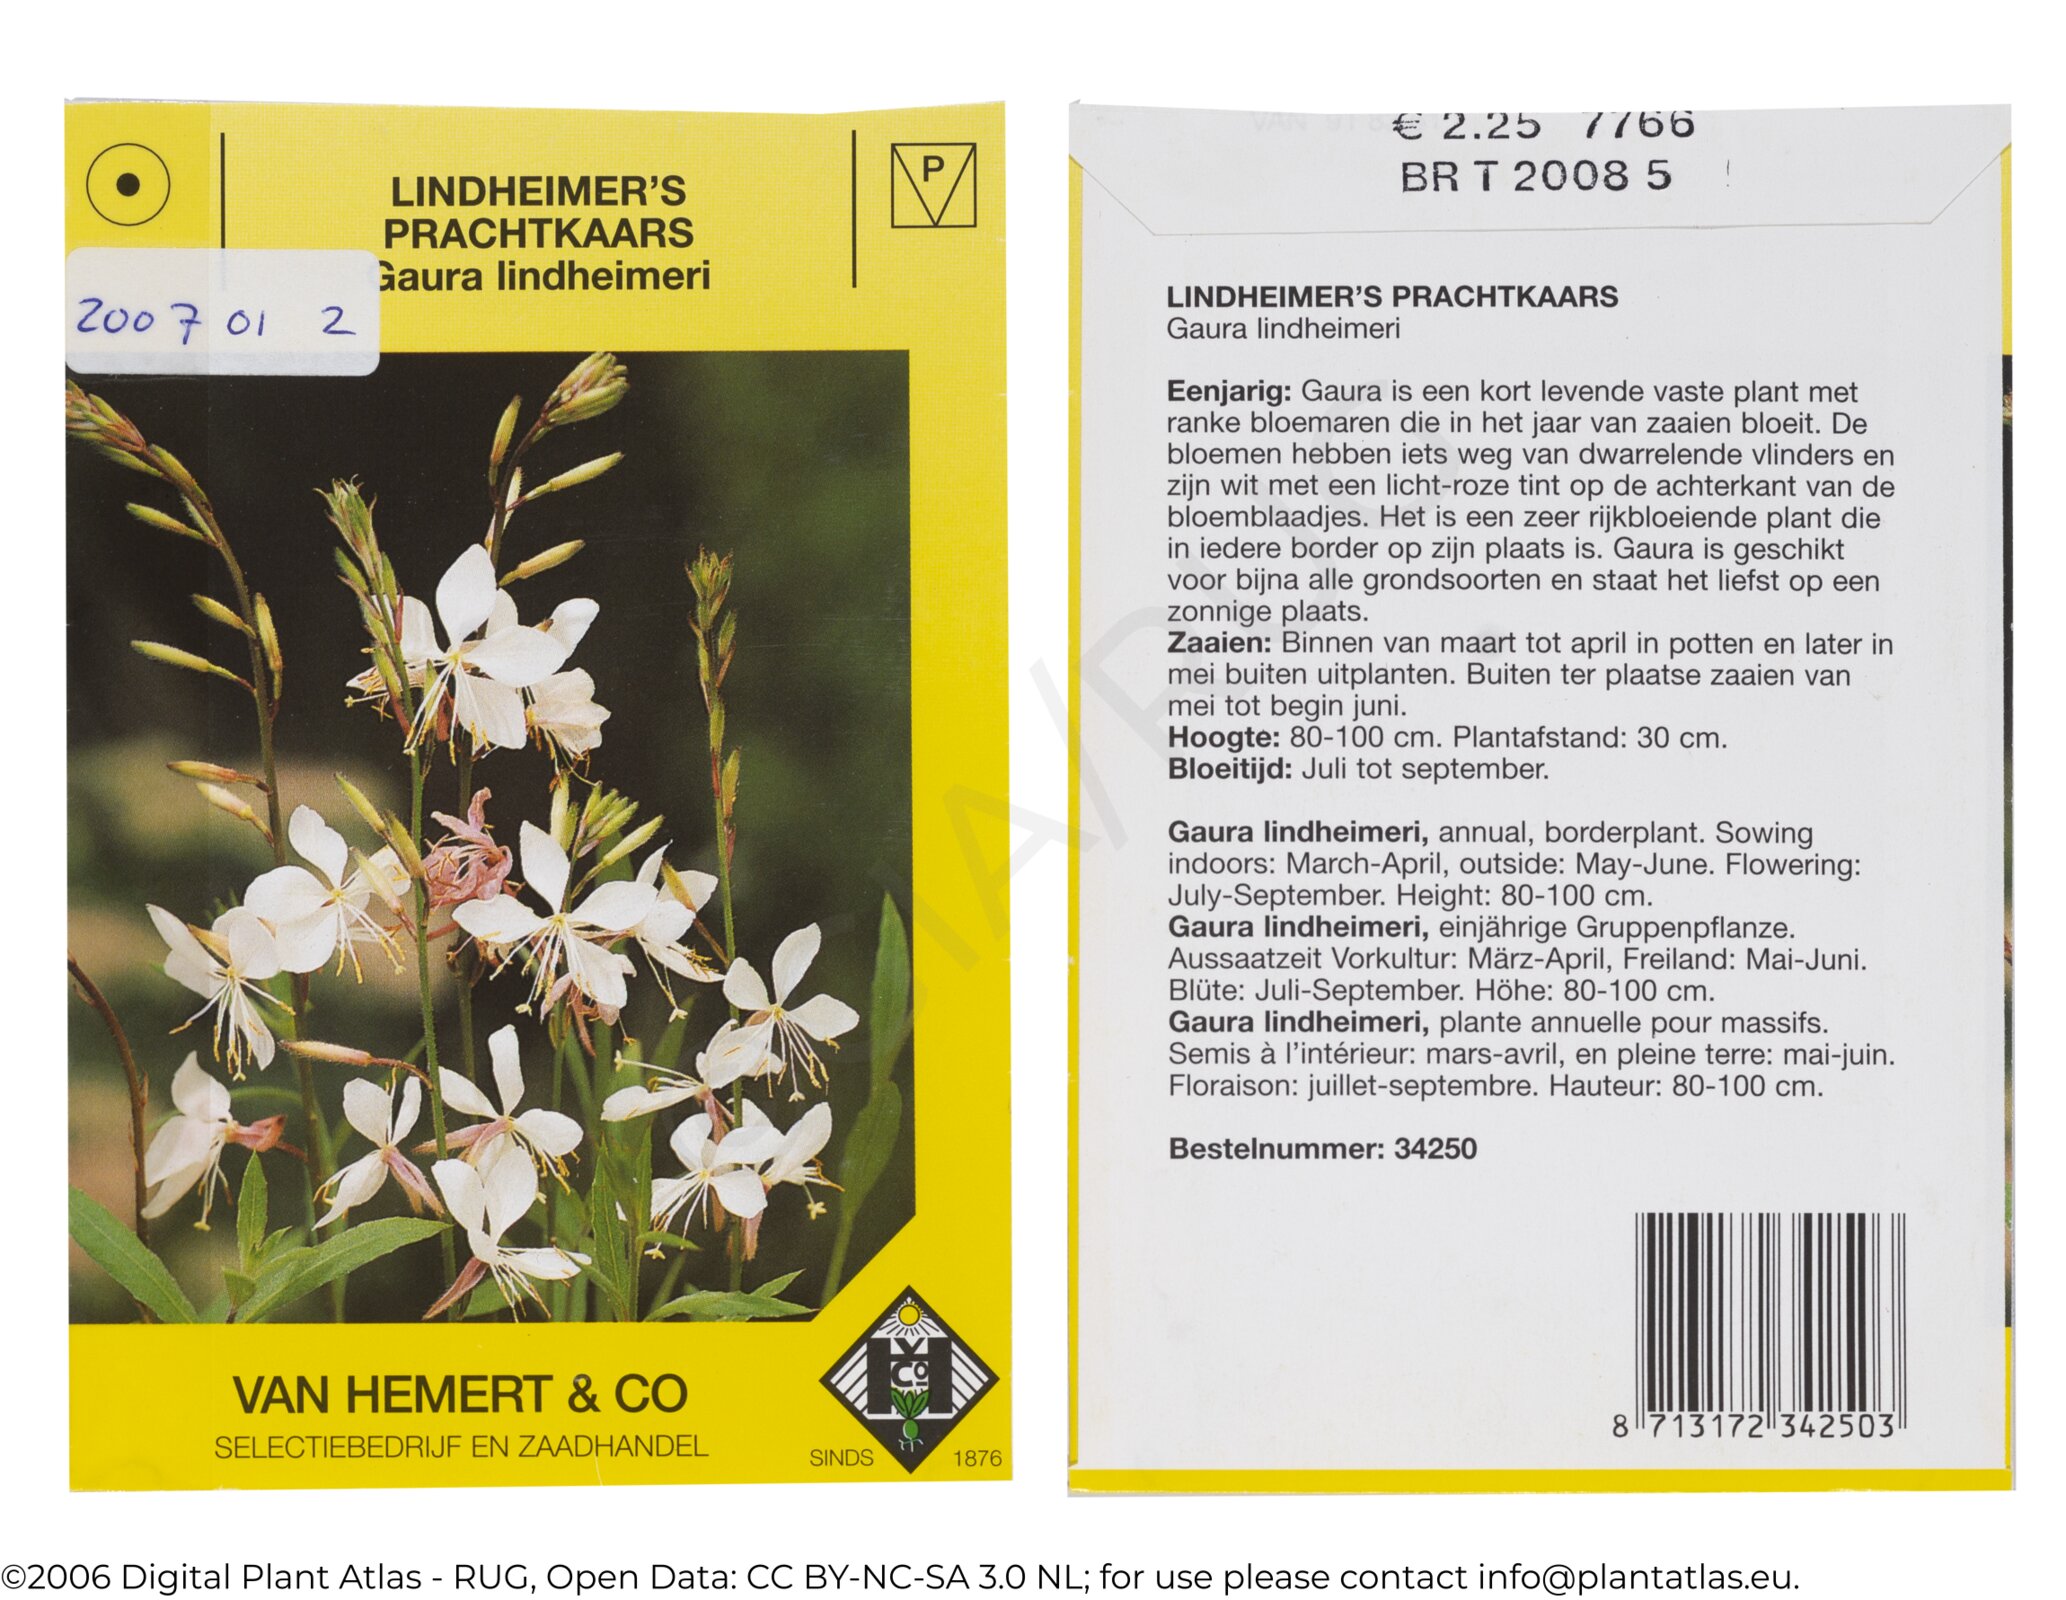 P
LINDHEIMER'S
PRACHTKAARS
Gaura lindheimeri
2007 01 2
VAN HEMERT & CO
SELECTIEBEDRIJF EN ZAADHANDEL
V
H
Co
SINDS 1876
€ 2.25 7766
BR T 2008 5
LINDHEIMER'S PRACHTKAARS
Gaura lindheimeri
Eenjarig: Gaura is een kort levende vaste plant met
ranke bloemaren die in het jaar van zaaien bloeit. De
bloemen hebben iets weg van dwarrelende vlinders en
zijn wit met een licht-roze tint op de achterkant van de
bloemblaadjes. Het is een zeer rijkbloeiende plant die
in iedere border op zijn plaats is. Gaura is geschikt
voor bijna alle grondsoorten en staat het liefst op een
zonnige plaats.
Zaaien: Binnen van maart tot april in potten en later in
mei buiten uitplanten. Buiten ter plaatse zaaien van
mei tot begin juni.
Hoogte: 80-100 cm. Plantafstand: 30 cm.
Bloeitijd: Juli tot september.
Gaura lindheimeri, annual, borderplant. Sowing
indoors: March-April, outside: May-June. Flowering:
July-September. Height: 80-100 cm.
Gaura lindheimeri, einjährige Gruppenpflanze.
Aussaatzeit Vorkultur: März-April, Freiland: Mai-Juni.
Blüte: Juli-September. Höhe: 80-100 cm.
Gaura lindheimeri, plante annuelle pour massifs.
Semis à l'intérieur: mars-avril, en pleine terre: mai-juin.
Floraison: juillet-septembre. Hauteur: 80-100 cm.
Bestelnummer: 34250
8 713172 342503
©2006 Digital Plant Atlas - RUG, Open Data: CC BY-NC-SA 3.0 NL; for use please contact info@plantatlas.eu.